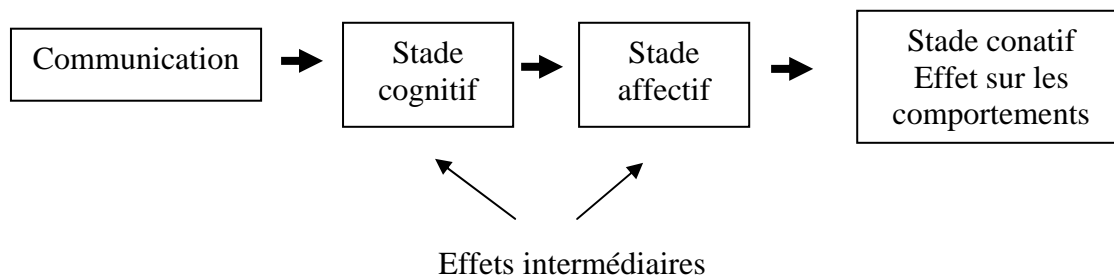 Communication
Stade
cognitif
Stade
affectif
Stade conatif
Effet sur les
comportements
Effets intermédiaires